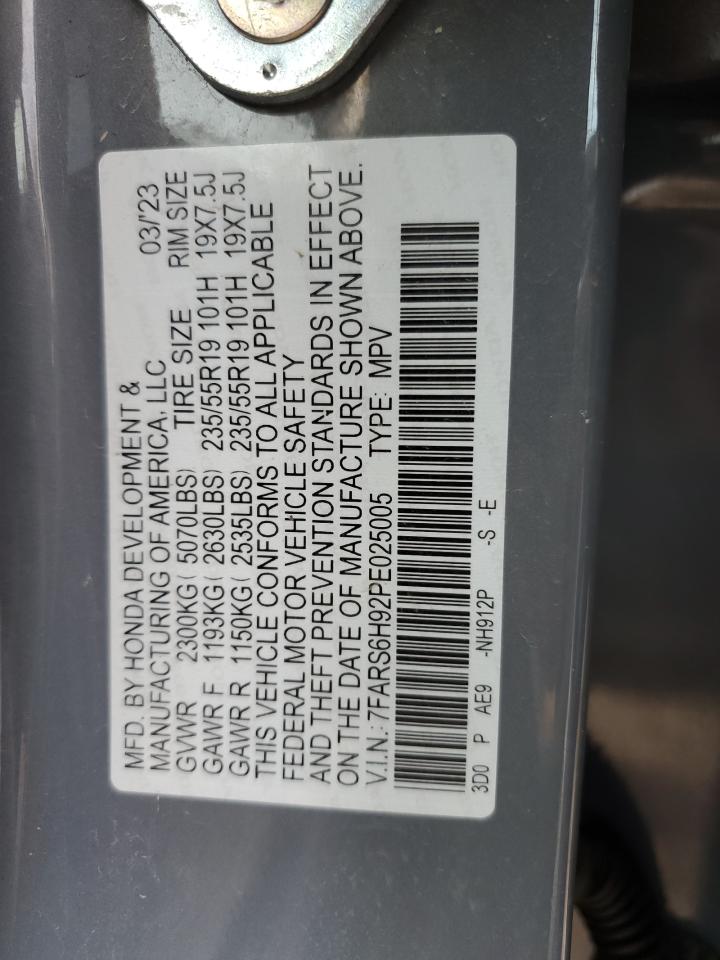 MFD. BY HONDA DEVELOPMENT &
MANUFACTURING OF AMERICA, LLC 03/'23
GVWR 2300KG( 5070LBS) TIRE SIZE RIM SIZE
GAWR F 1193KG( 2630LBS) 235/55R19 101H 19X7.5J
GAWR R 1150KG( 2535LBS) 235/55R19 101H 19X7.5J
THIS VEHICLE CONFORMS TO ALL APPLICABLE
FEDERAL MOTOR VEHICLE SAFETY
AND THEFT PREVENTION STANDARDS IN EFFECT
ON THE DATE OF MANUFACTURE SHOWN ABOVE.
V.I.N.: 7FARS6H92PE025005 TYPE: MPV
3D0 P AE9 -NH912P -S -E